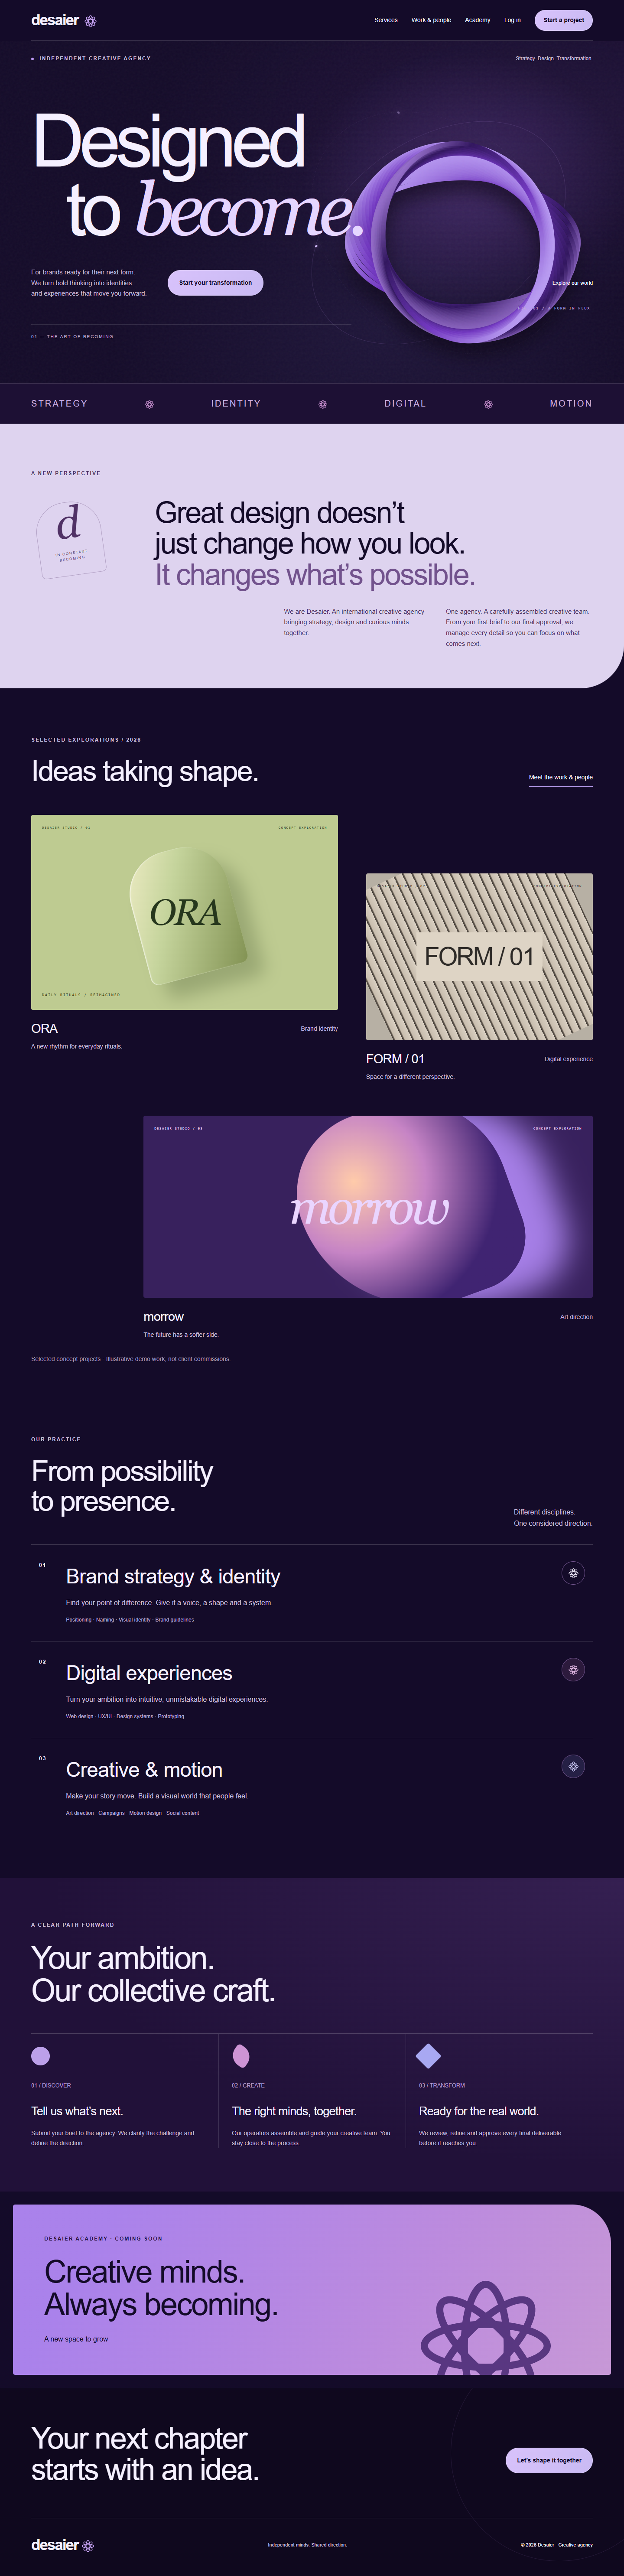 desaier
Services Work & people Academy Log in Start a project
INDEPENDENT CREATIVE AGENCY
Strategy. Design. Transformation.
Designed
to become.
For brands ready for their next form.
We turn bold thinking into identities
and experiences that move you forward.
Start your transformation
Explore our world
/ A FORM IN FLUX
01 — THE ART OF BECOMING
STRATEGY IDENTITY DIGITAL MOTION
A NEW PERSPECTIVE
d
IN CONSTANT
BECOMING
Great design doesn’t
just change how you look.
It changes what’s possible.
We are Desaier. An international creative agency
bringing strategy, design and curious minds
together.
One agency. A carefully assembled creative team.
From your first brief to our final approval, we
manage every detail so you can focus on what
comes next.
SELECTED EXPLORATIONS / 2026
Ideas taking shape.
Meet the work & people
DESAIER STUDIO /
CONCEPT EXPLORATION
ORA
DAILY RITUALS / REIMAGINED
ORA
Brand identity
A new rhythm for everyday rituals.
CONCEPT EXPLORATION
FORM / 01
FORM / 01
Digital experience
Space for a different perspective.
DESAIER STUDIO /
CONCEPT EXPLORATION
morrow
morrow
Art direction
The future has a softer side.
Selected concept projects · Illustrative demo work, not client commissions.
OUR PRACTICE
From possibility
to presence.
Different disciplines.
One considered direction.
01
Brand strategy & identity
Find your point of difference. Give it a voice, a shape and a system.
Positioning · Naming · Visual identity · Brand guidelines
02
Digital experiences
Turn your ambition into intuitive, unmistakable digital experiences.
Web design · UX/UI · Design systems · Prototyping
03
Creative & motion
Make your story move. Build a visual world that people feel.
Art direction · Campaigns · Motion design · Social content
A CLEAR PATH FORWARD
Your ambition.
Our collective craft.
01 / DISCOVER
Tell us what’s next.
Submit your brief to the agency. We clarify the challenge and
define the direction.
02 / CREATE
The right minds, together.
Our operators assemble and guide your creative team. You
stay close to the process.
03 / TRANSFORM
Ready for the real world.
We review, refine and approve every final deliverable
before it reaches you.
DESAIER ACADEMY · COMING SOON
Creative minds.
Always becoming.
A new space to grow
Your next chapter
starts with an idea.
Let’s shape it together
desaier
Independent minds. Shared direction.
© 2026 Desaier · Creative agency